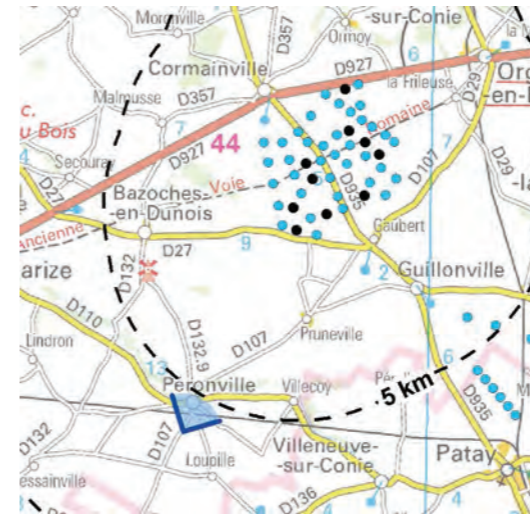 Moronville
D357
-sur-Conie
Ormoy
6
D927
la Frileuse
D29
Org
-en-B
Cormainville
D357
Malmusse
7
c.
u Bois
44
D927
Romaine
7
D107
D29
4
Secouray
D27
Voie
D935
Bazoches
-en-Dunois
Ancienne
D27
9
Gaubert
arize
D132
2
Guillonville
D110
D132.9
D107
Pruneville
Lindron
13
6
Péronville
Villecoy
5 km
D935
D107
D132
Loupille
Villeneuve
-sur-Conie
Patay
essainville
D136
4
4